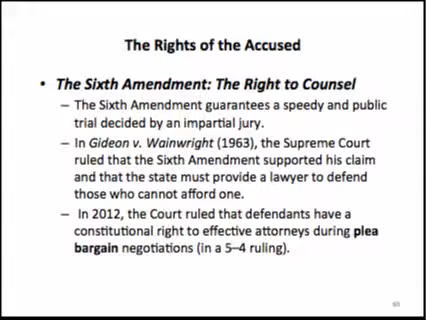 The Rights of the Accused
• The Sixth Amendment: The Right to Counsel
– The Sixth Amendment guarantees a speedy and public
trial decided by an impartial jury.
– In Gideon v. Wainwright (1963), the Supreme Court
ruled that the Sixth Amendment supported his claim
and that the state must provide a lawyer to defend
those who cannot afford one.
– In 2012, the Court ruled that defendants have a
constitutional right to effective attorneys during plea
bargain negotiations (in a 5–4 ruling).